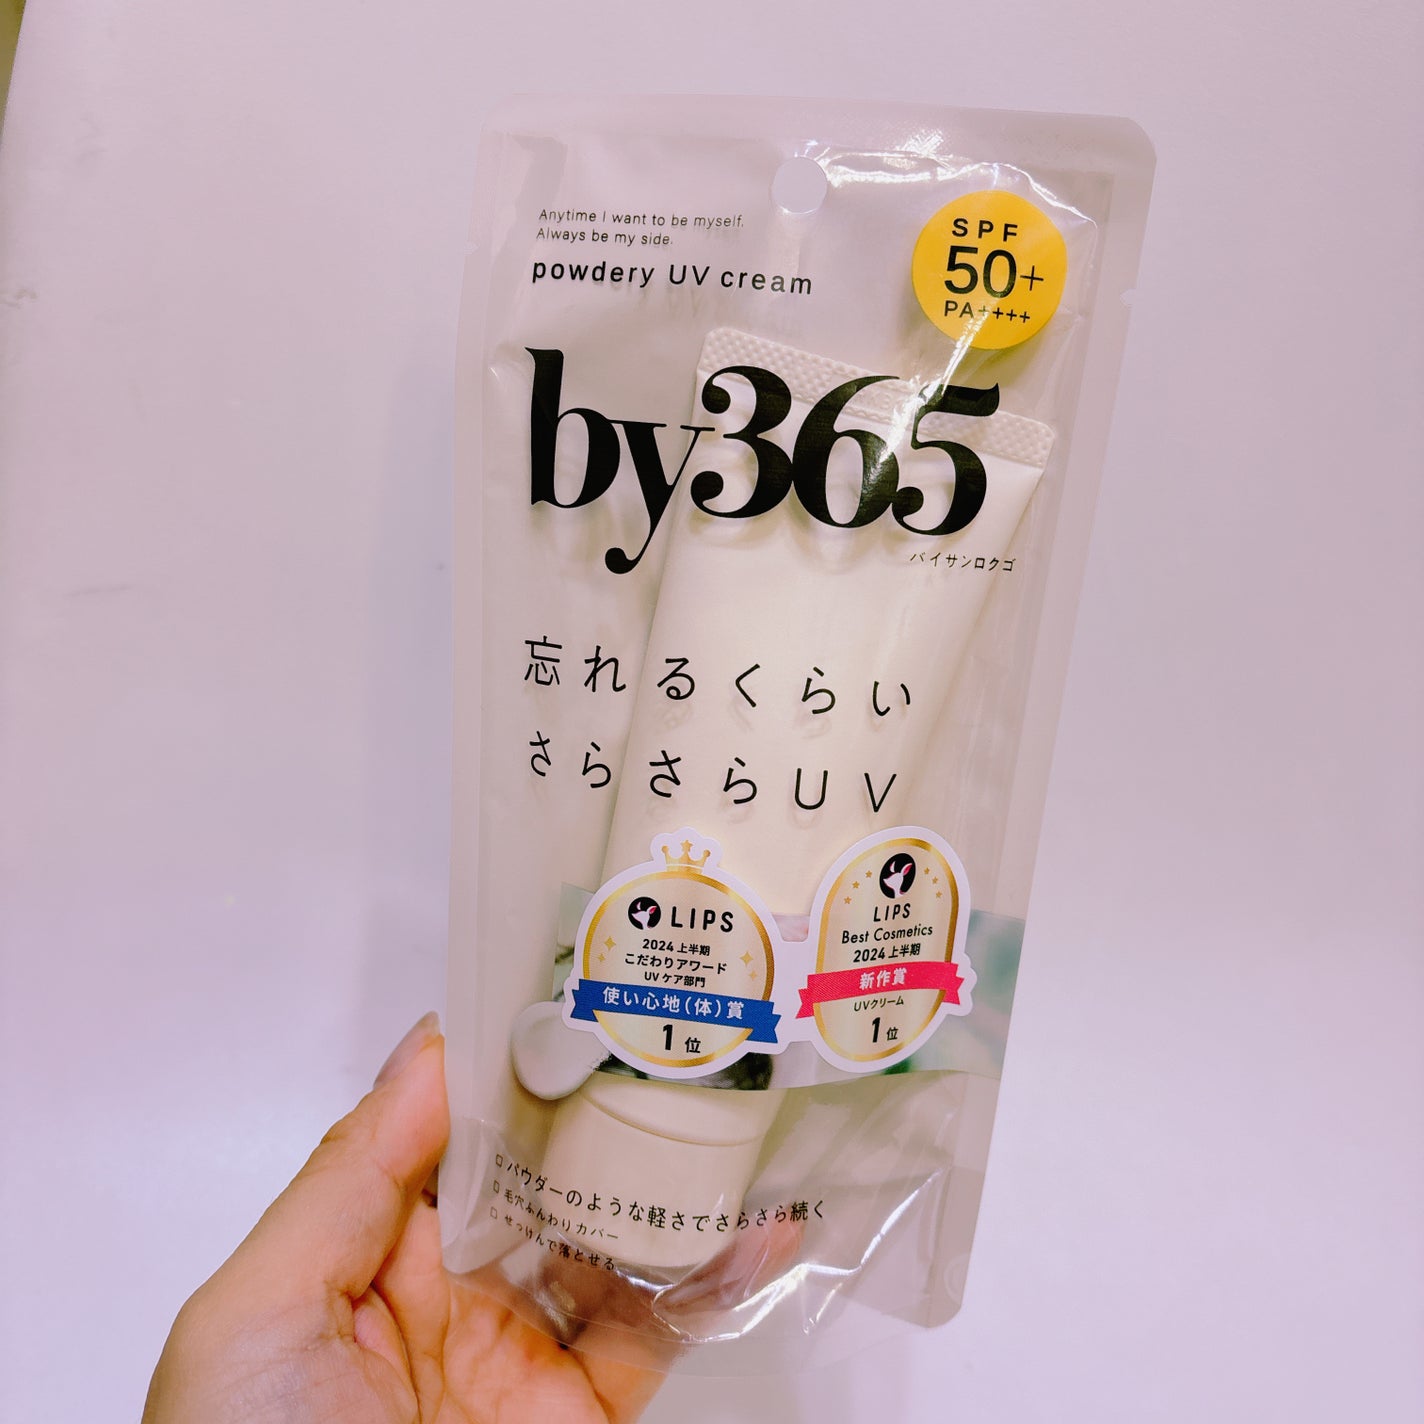 Anytime I want to be myself.
Always be my side.
powdery UV cream
SPF
50+
PA++++
by365
バイサンロクゴ
忘れるくらい
さらさらUV
LIPS
2024 上半期
こだわりアワード
UV ケア部門
使い心地(体)賞
1 位
LIPS
Best Cosmetics
2024 上半期
新作賞
UVクリーム
1 位
□ パウダーのような軽さでさらさら続く
□ 毛穴ふんわりカバー
□ せっけんで落とせる